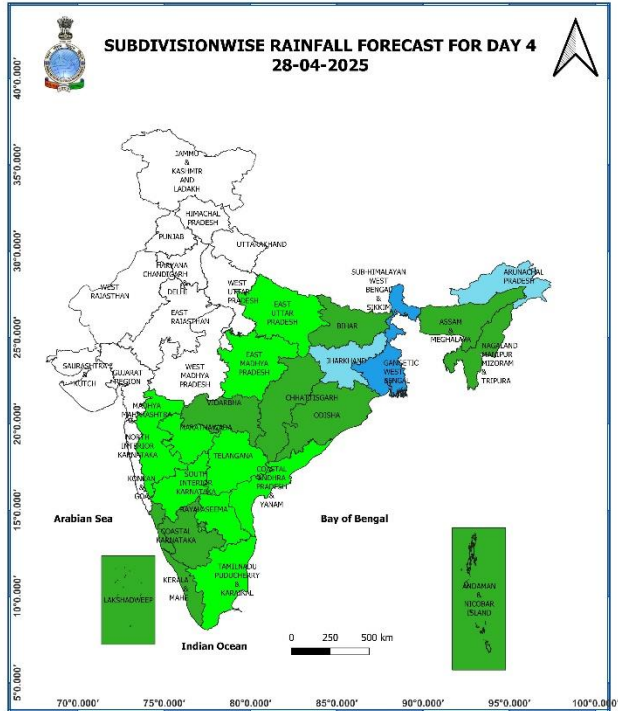 SUBDIVISIONWISE RAINFALL FORECAST FOR DAY 4
28-04-2025
40°0.000'
35°0.000'
30°0.000'
25°0.000'
20°0.000'
15°0.000'
10°0.000'
5°0.000'
JAMMU
&
KASHMIR
AND
LADAKH
HIMACHAL
PRADESH
PUNJAB
UTTARAKHAND
HARYANA
CHANDIGARH
&
DELHI
WEST
RAJASTHAN
WEST
UTTAR
PRADESH
SUB-HIMALAYAN
WEST
BENGAL
&
SIKKIM
ARUNACHAL
PRADESH
EAST
RAJASTHAN
EAST
UTTAR
PRADESH
BIHAR
ASSAM
&
MEGHALAYA
NAGALAND
MANIPUR
MIZORAM
&
TRIPURA
SAURASHTRA
&
KUTCH
GUJARAT
REGION
WEST
MADHYA
PRADESH
EAST
MADHYA
PRADESH
JHARKHAND
GANGETIC
WEST
BENGAL
MADHYA
MAHARASHTRA
VIDARBHA
CHHATTISGARH
ODISHA
MARATHAWADA
NORTH
INTERIOR
KARNATAKA
TELANGANA
KONKAN
&
GOA
SOUTH
INTERIOR
KARNATAKA
COASTAL
ANDHRA
PRADESH
&
YANAM
RAYALASEEMA
Arabian Sea
Bay of Bengal
COASTAL
KARNATAKA
KERALA
&
MAHE
TAMILNADU
PUDUCHERRY
&
KARAIKAL
LAKSHADWEEP
ANDAMAN
&
NICOBAR
ISLAND
Indian Ocean
0 250 500 km
70°0.000' 75°0.000' 80°0.000' 85°0.000' 90°0.000' 95°0.000' 100°0.000'